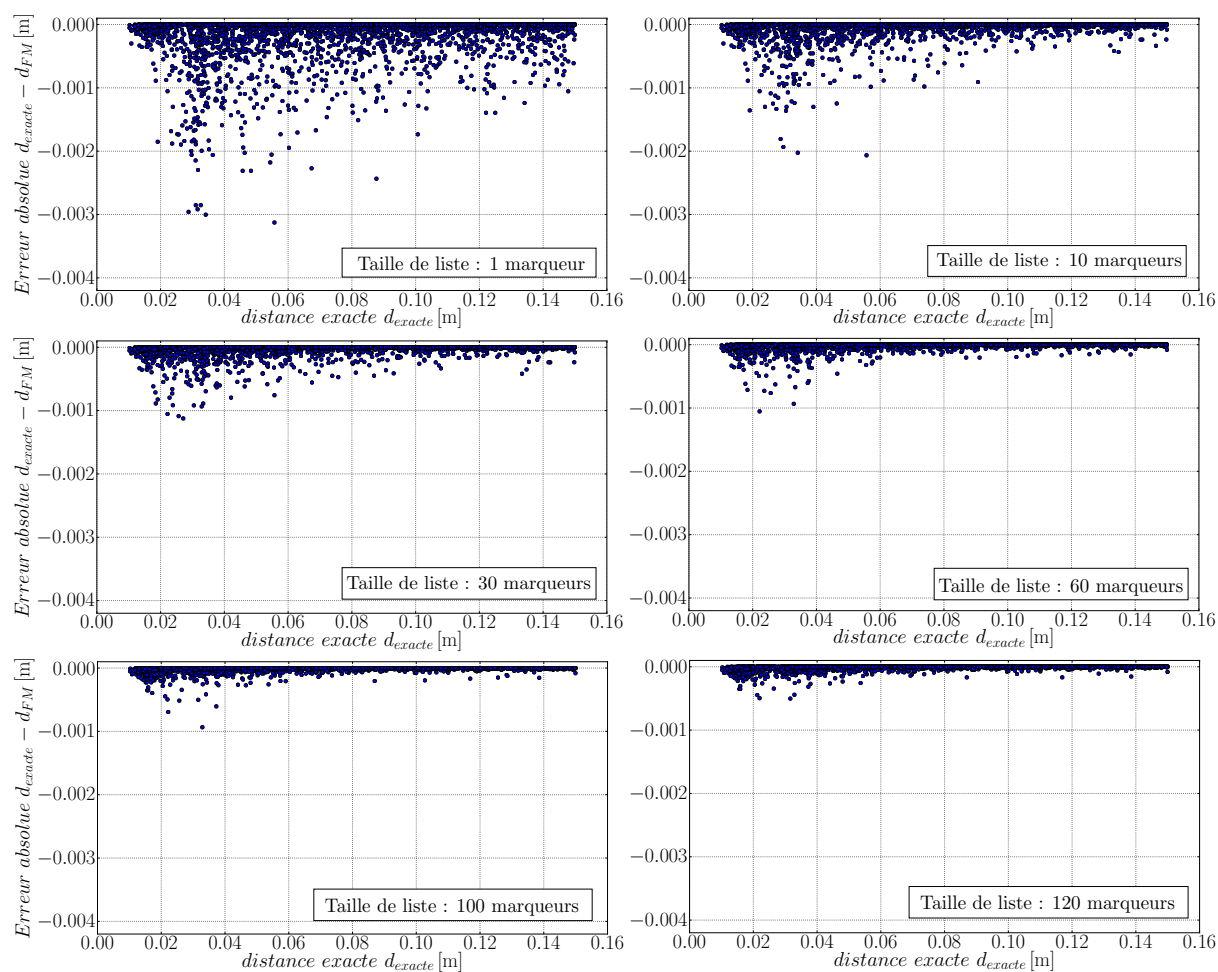 0.000
−0.001
−0.002
−0.003
−0.004
0.00 0.02 0.04 0.06 0.08 0.10 0.12 0.14 0.16
distance exacte d_exacte [m]
Erreur absolue d_exacte − d_FM [m]
Taille de liste : 1 marqueur
0.000
−0.001
−0.002
−0.003
−0.004
0.00 0.02 0.04 0.06 0.08 0.10 0.12 0.14 0.16
distance exacte d_exacte [m]
Taille de liste : 10 marqueurs
0.000
−0.001
−0.002
−0.003
−0.004
0.00 0.02 0.04 0.06 0.08 0.10 0.12 0.14 0.16
distance exacte d_exacte [m]
Erreur absolue d_exacte − d_FM [m]
Taille de liste : 30 marqueurs
0.000
−0.001
−0.002
−0.003
−0.004
0.00 0.02 0.04 0.06 0.08 0.10 0.12 0.14 0.16
distance exacte d_exacte [m]
Taille de liste : 60 marqueurs
0.000
−0.001
−0.002
−0.003
−0.004
0.00 0.02 0.04 0.06 0.08 0.10 0.12 0.14 0.16
distance exacte d_exacte [m]
Erreur absolue d_exacte − d_FM [m]
Taille de liste : 100 marqueurs
0.000
−0.001
−0.002
−0.003
−0.004
0.00 0.02 0.04 0.06 0.08 0.10 0.12 0.14 0.16
distance exacte d_exacte [m]
Taille de liste : 120 marqueurs